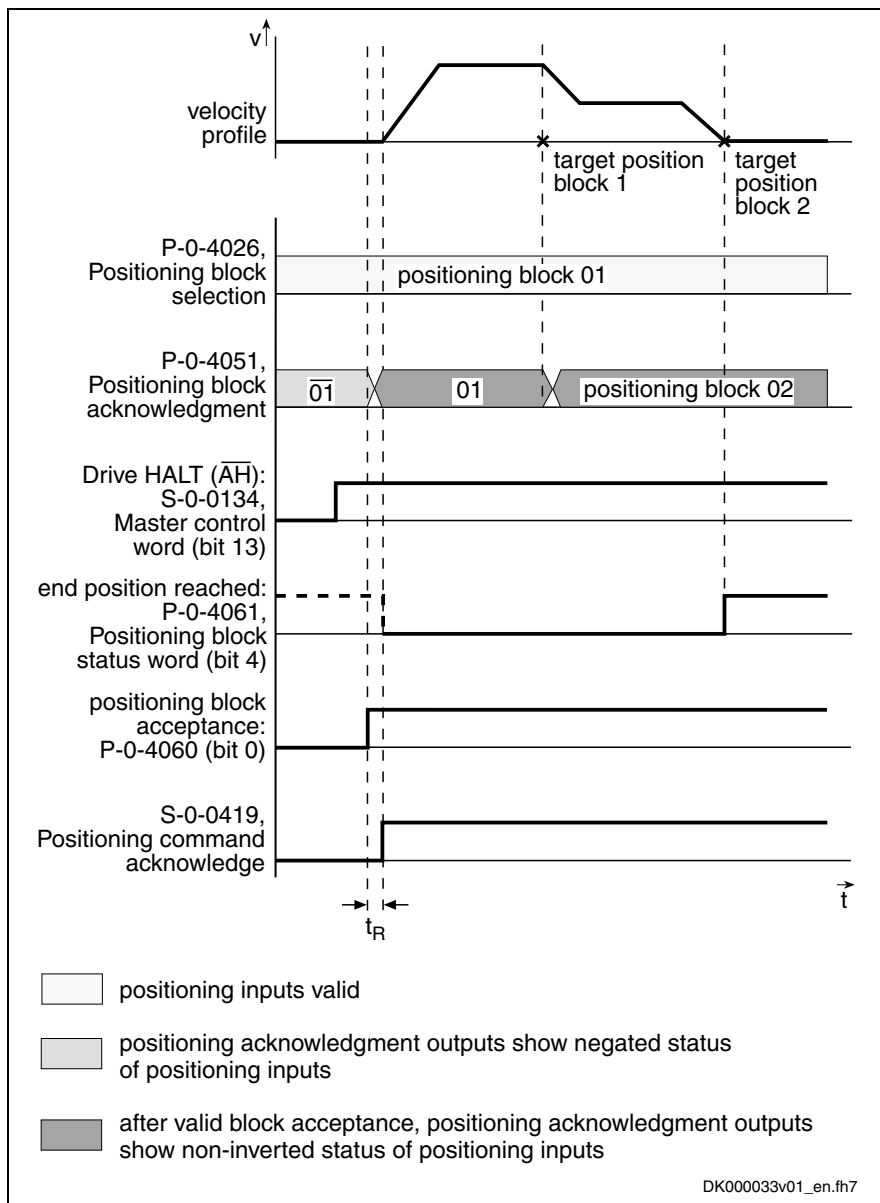 v
velocity
profile
target position
block 1
target
position
block 2
P-0-4026,
Positioning block
selection
positioning block 01
P-0-4051,
Positioning block
acknowledgment
0̅1̅
01
positioning block 02
Drive HALT (A̅H̅):
S-0-0134,
Master control
word (bit 13)
end position reached:
P-0-4061,
Positioning block
status word (bit 4)
positioning block
acceptance:
P-0-4060 (bit 0)
S-0-0419,
Positioning command
acknowledge
t
tR
positioning inputs valid
positioning acknowledgment outputs show negated status
of positioning inputs
after valid block acceptance, positioning acknowledgment outputs
show non-inverted status of positioning inputs
DK000033v01_en.fh7